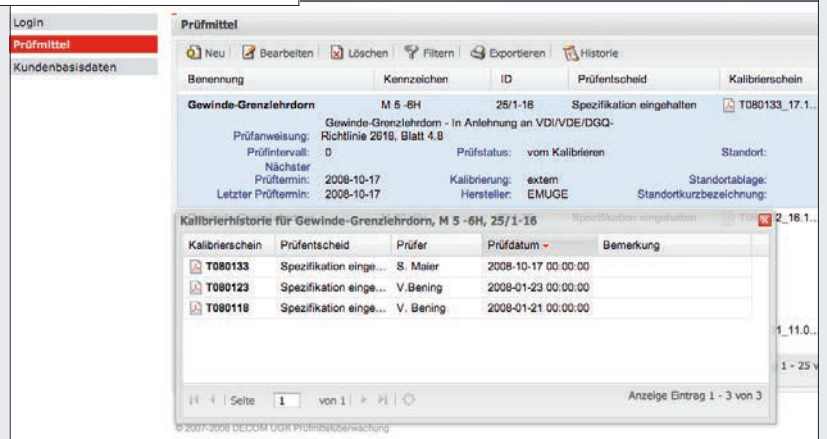 Login
Prüfmittel
Kundenbasisdaten
Prüfmittel
Neu Bearbeiten Löschen Filtern Exportieren Historie
Benennung Kennzeichen ID Prüfentscheid Kalibrierschein
Gewinde-Grenzlehrdorn M 5 -6H 25/1-16 Spezifikation eingehalten T080133_17.1...
Gewinde-Grenzlehrdorn - In Anlehnung an VDI/VDE/DGQ-
Prüfanweisung: Richtlinie 2618, Blatt 4.8
Prüfintervall: 0 Prüfstatus: vom Kalibrieren Standort:
Nächster
Prüftermin: 2008-10-17 Kalibrierung: extern Standortablage:
Letzter Prüftermin: 2008-10-17 Hersteller: EMUGE Standortkurzbezeichnung:
Kalibrierhistorie für Gewinde-Grenzlehrdorn, M 5 -6H, 25/1-16 Spezifikation eingehalten 2_16.1...
Kalibrierschein Prüfentscheid Prüfer Prüfdatum Bemerkung
T080133 Spezifikation einge... S. Maier 2008-10-17 00:00:00
T080123 Spezifikation einge... V.Bening 2008-01-23 00:00:00
T080118 Spezifikation einge... V. Bening 2008-01-21 00:00:00
1_11.0...
1 - 25 v
Seite 1 von 1 Anzeige Eintrag 1 - 3 von 3
© 2007-2008 DECOM UGK Prüfmittelüberwachung